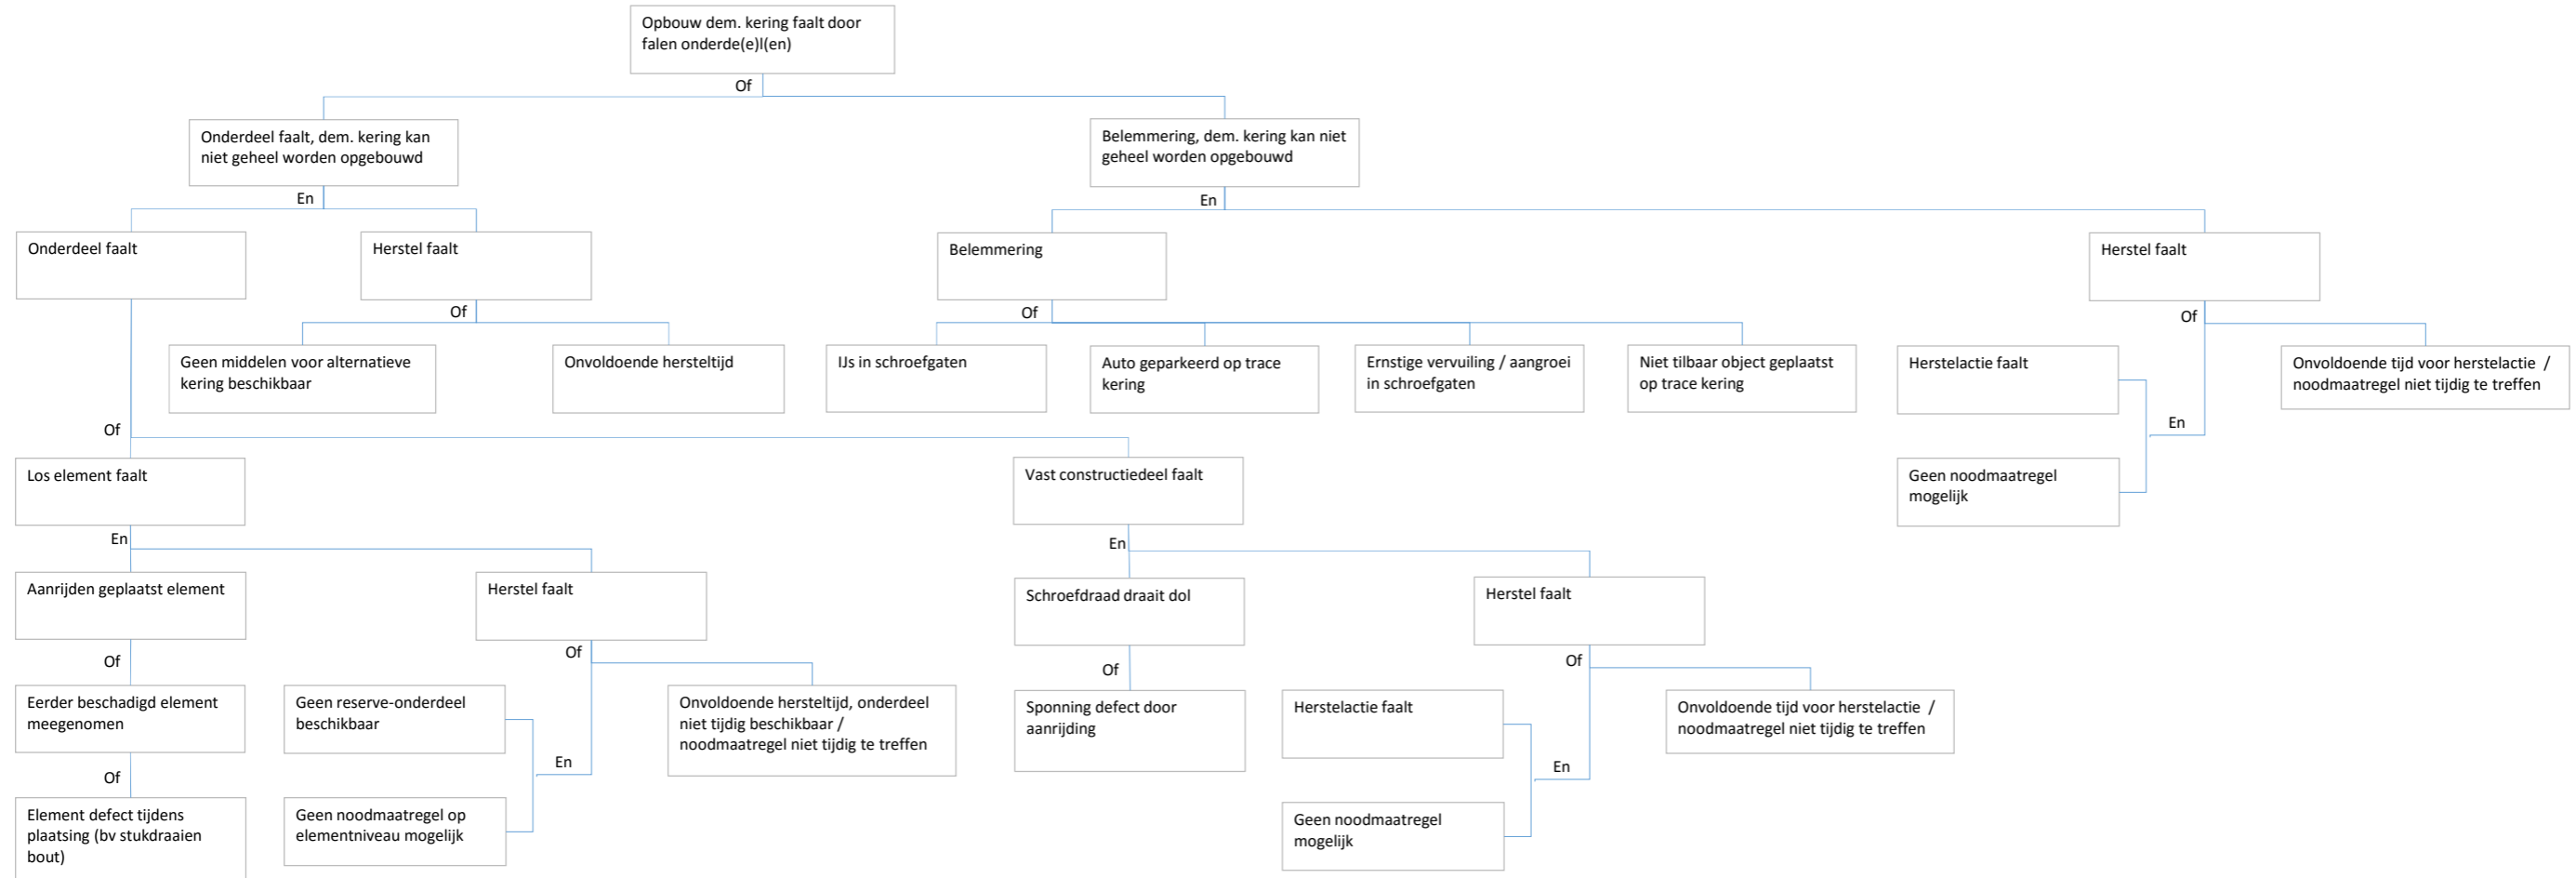 Opbouw dem. kering faalt door
falen onderde(e)l(en)
Of
Onderdeel faalt, dem. kering kan
niet geheel worden opgebouwd
Belemmering, dem. kering kan niet
geheel worden opgebouwd
En
En
Onderdeel faalt
Herstel faalt
Belemmering
Herstel faalt
Of
Of
Of
Geen middelen voor alternatieve
kering beschikbaar
Onvoldoende hersteltijd
IJs in schroefgaten
Auto geparkeerd op trace
kering
Ernstige vervuiling / aangroei
in schroefgaten
Niet tilbaar object geplaatst
op trace kering
Herstelactie faalt
Onvoldoende tijd voor herstelactie /
noodmaatregel niet tijdig te treffen
En
Geen noodmaatregel
mogelijk
Of
Los element faalt
Vast constructiedeel faalt
En
En
Aanrijden geplaatst element
Herstel faalt
Schroefdraad draait dol
Herstel faalt
Of
Of
Of
Of
Eerder beschadigd element
meegenomen
Geen reserve-onderdeel
beschikbaar
Onvoldoende hersteltijd, onderdeel
niet tijdig beschikbaar /
noodmaatregel niet tijdig te treffen
Sponning defect door
aanrijding
Herstelactie faalt
Onvoldoende tijd voor herstelactie /
noodmaatregel niet tijdig te treffen
Of
En
En
Element defect tijdens
plaatsing (bv stukdraaien
bout)
Geen noodmaatregel op
elementniveau mogelijk
Geen noodmaatregel
mogelijk